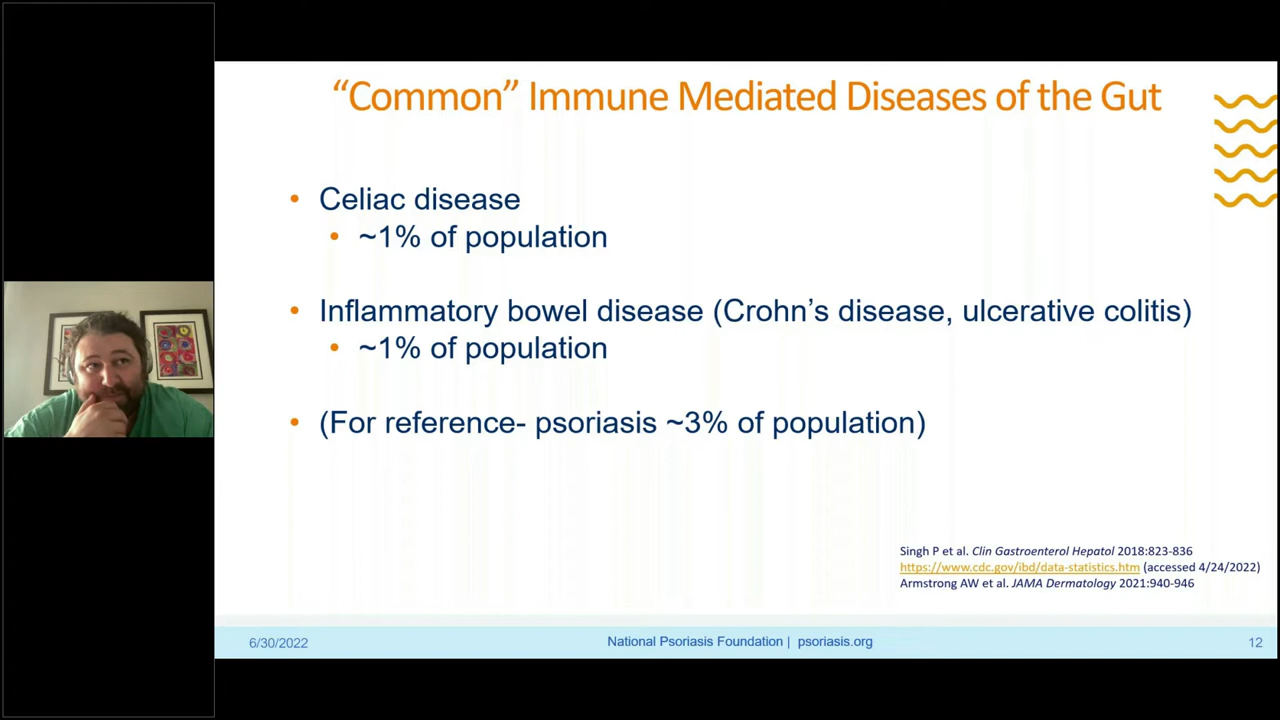 “Common” Immune Mediated Diseases of the Gut
• Celiac disease
• ~1% of population
• Inflammatory bowel disease (Crohn’s disease, ulcerative colitis)
• ~1% of population
• (For reference- psoriasis ~3% of population)
Singh P et al. Clin Gastroenterol Hepatol 2018:823-836
https://www.cdc.gov/ibd/data-statistics.htm (accessed 4/24/2022)
Armstrong AW et al. JAMA Dermatology 2021:940-946
6/30/2022 National Psoriasis Foundation | psoriasis.org 12